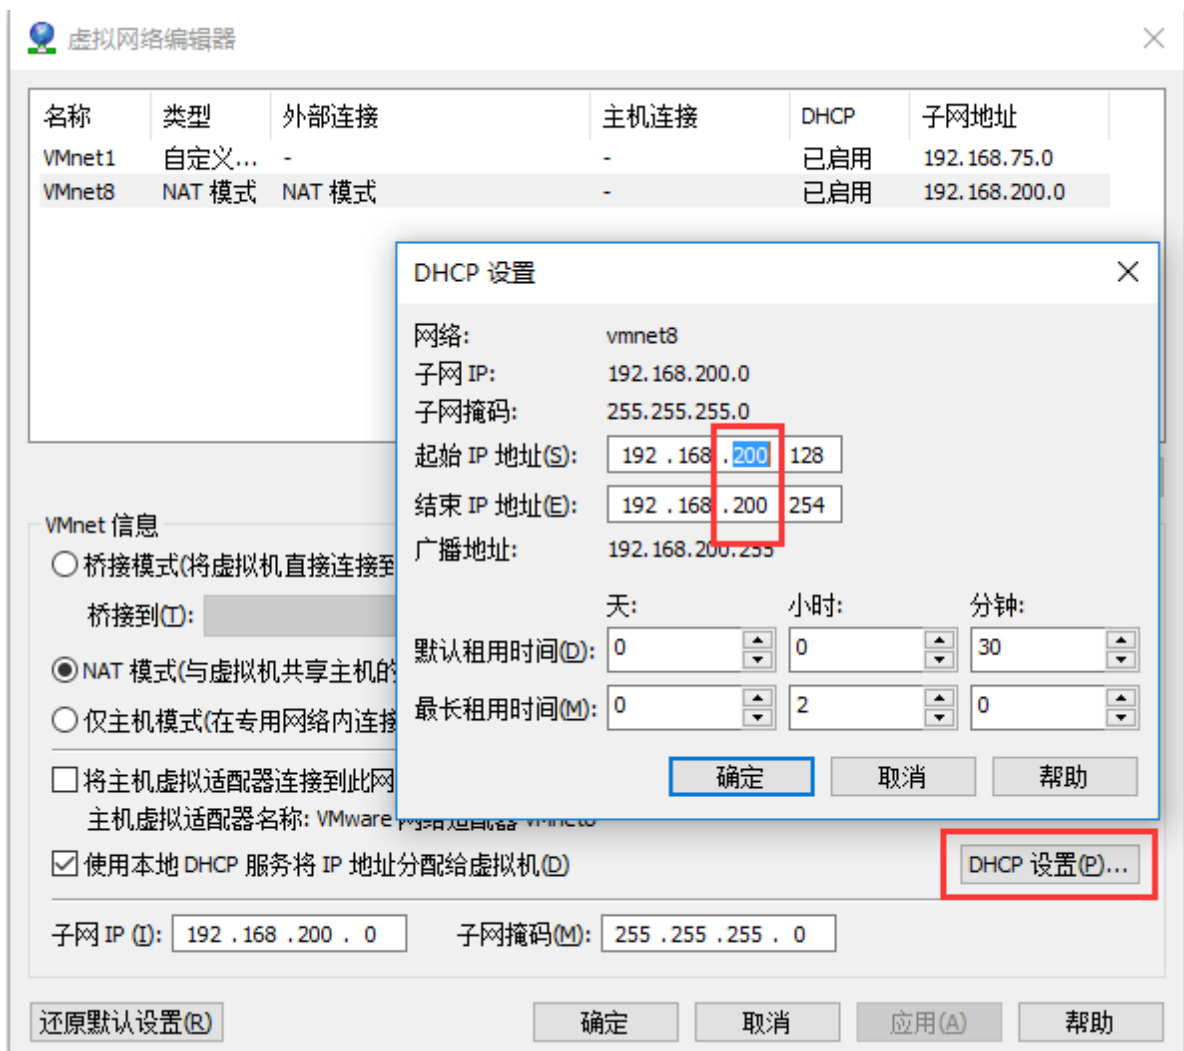 虚拟网络编辑器
名称 类型 外部连接 主机连接 DHCP 子网地址
VMnet1 自定义... - - 已启用 192.168.75.0
VMnet8 NAT 模式 NAT 模式 - 已启用 192.168.200.0
DHCP 设置
网络: vmnet8
子网 IP: 192.168.200.0
子网掩码: 255.255.255.0
起始 IP 地址(S): 192 .168 .200 128
结束 IP 地址(E): 192 .168 .200 254
广播地址: 192.168.200.255
天: 小时: 分钟:
默认租用时间(D): 0 0 30
最长租用时间(M): 0 2 0
确定 取消 帮助
VMnet 信息
桥接模式(将虚拟机直接连接到
桥接到(T):
NAT 模式(与虚拟机共享主机的
仅主机模式(在专用网络内连接
将主机虚拟适配器连接到此网
主机虚拟适配器名称: VMware 网络适配器 VMnet8
使用本地 DHCP 服务将 IP 地址分配给虚拟机(D) DHCP 设置(P)...
子网 IP (I): 192 .168 .200 . 0 子网掩码(M): 255 .255 .255 . 0
还原默认设置(R) 确定 取消 应用(A) 帮助